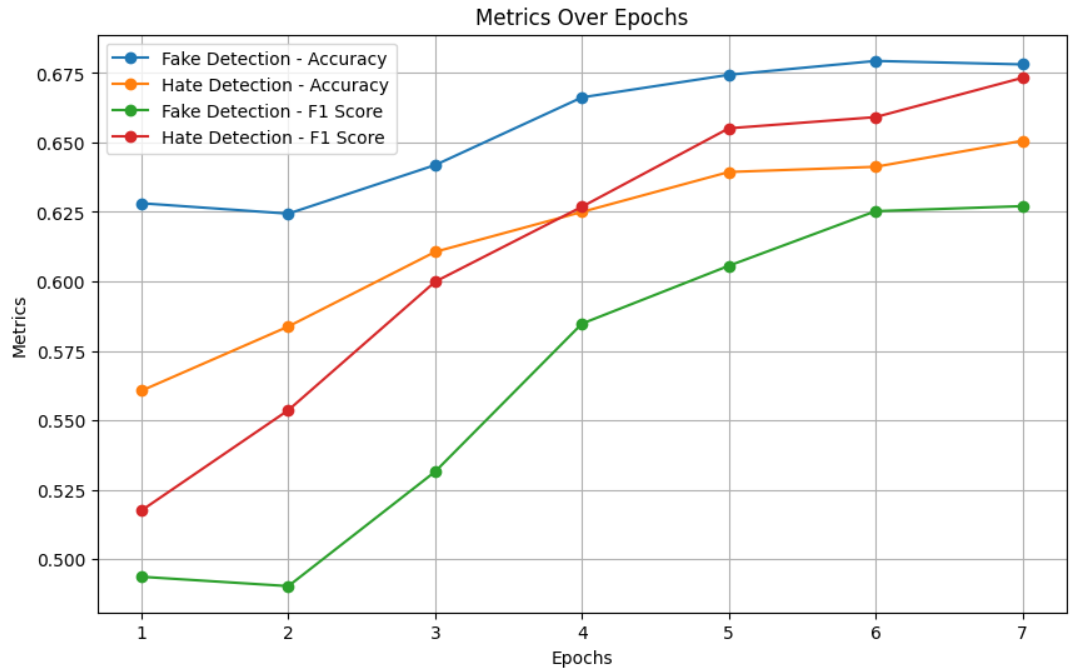 Metrics Over Epochs
Fake Detection - Accuracy
Hate Detection - Accuracy
Fake Detection - F1 Score
Hate Detection - F1 Score
0.675
0.650
0.625
0.600
0.575
0.550
0.525
0.500
Metrics
1 2 3 4 5 6 7
Epochs